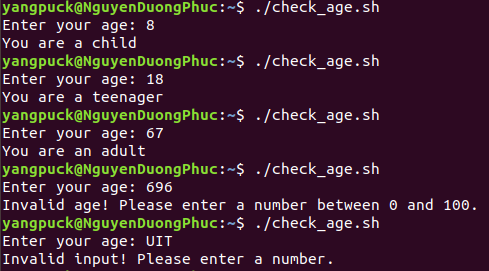 yangpuck@NguyenDuongPhuc:~$ ./check_age.sh
Enter your age: 8
You are a child
yangpuck@NguyenDuongPhuc:~$ ./check_age.sh
Enter your age: 18
You are a teenager
yangpuck@NguyenDuongPhuc:~$ ./check_age.sh
Enter your age: 67
You are an adult
yangpuck@NguyenDuongPhuc:~$ ./check_age.sh
Enter your age: 696
Invalid age! Please enter a number between 0 and 100.
yangpuck@NguyenDuongPhuc:~$ ./check_age.sh
Enter your age: UIT
Invalid input! Please enter a number.